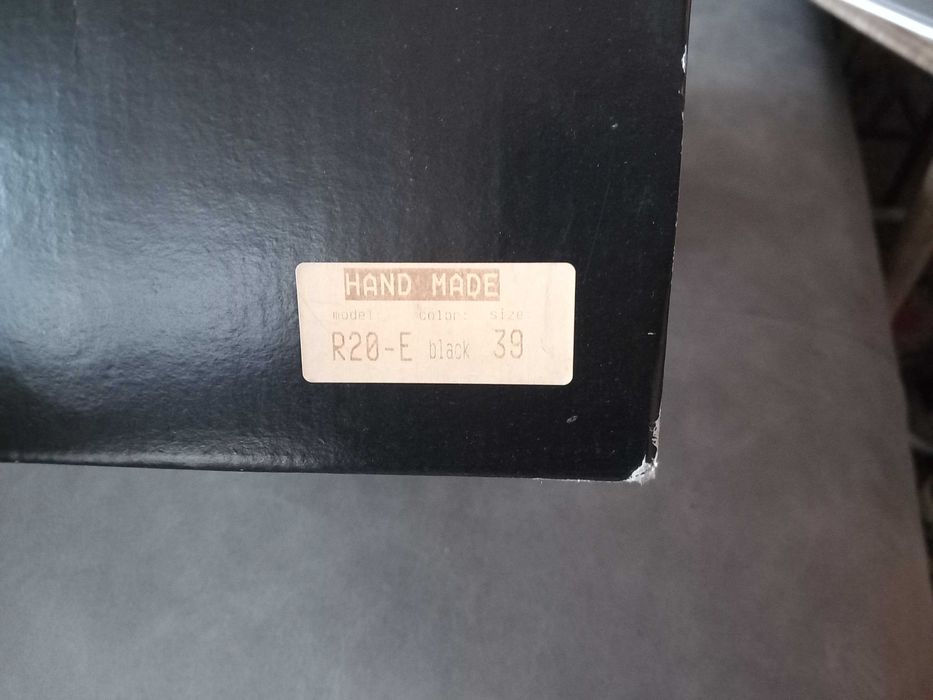 HAND MADE
model: color: size:
R20-E black 39